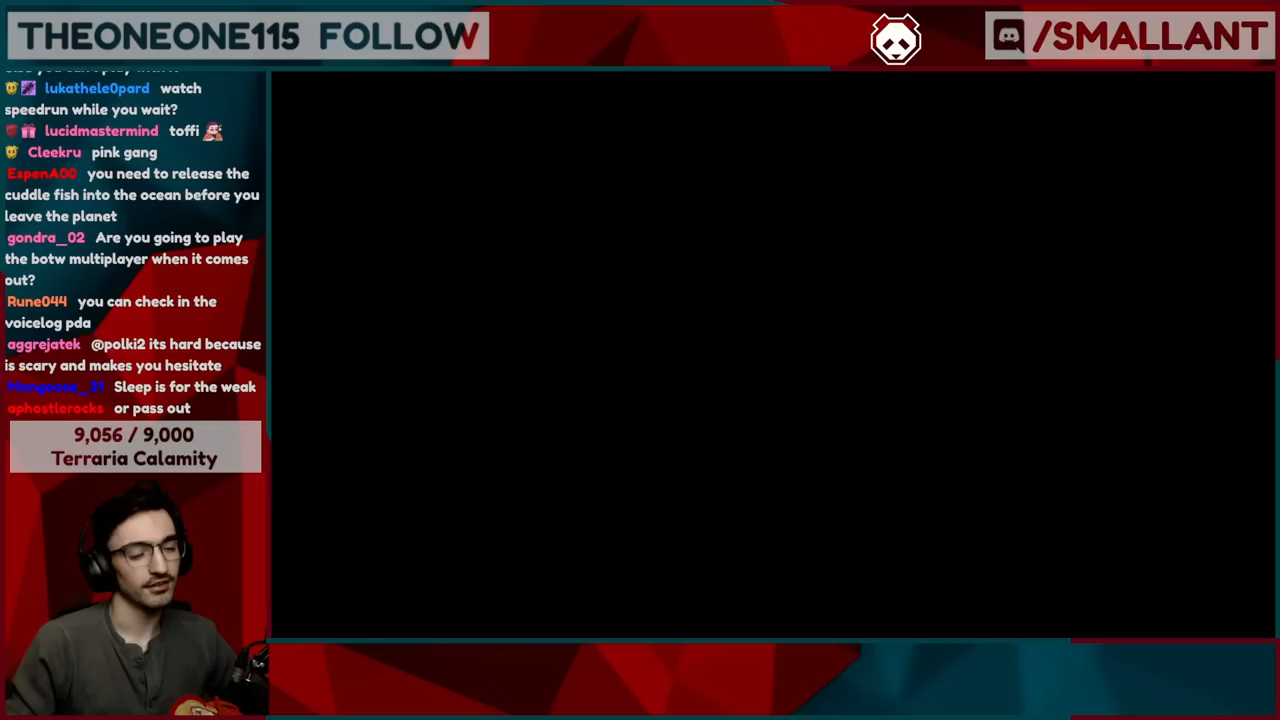 THEONEONE115 FOLLOW
/SMALLANT
lukathele0pard watch
speedrun while you wait?
lucidmastermind toffi
Cleekru pink gang
EspenA00 you need to release the
cuddle fish into the ocean before you
leave the planet
gondra_02 Are you going to play
the botw multiplayer when it comes
out?
Rune044 you can check in the
voicelog pda
aggrejatek @polki2 its hard because
is scary and makes you hesitate
Mongoose_31 Sleep is for the weak
aphostlerocks or pass out
9,056 / 9,000
Terraria Calamity